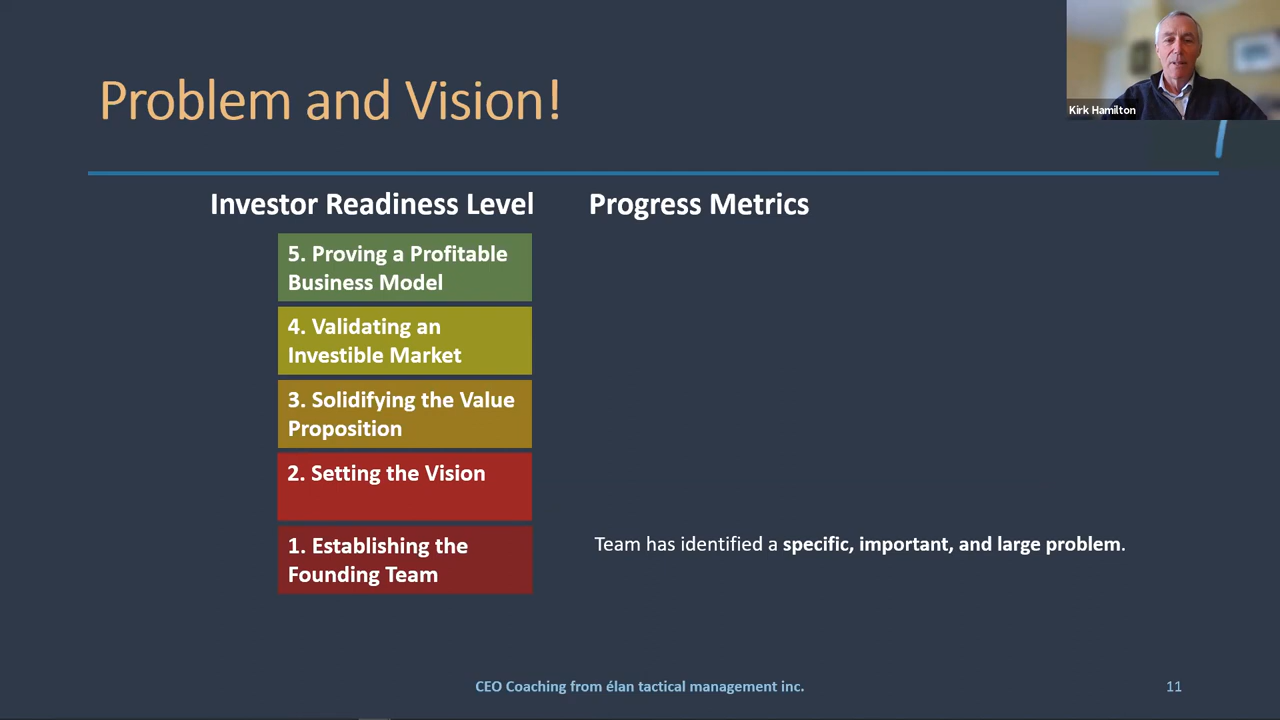 Problem and Vision!
Kirk Hamilton
Investor Readiness Level
Progress Metrics
5. Proving a Profitable
Business Model
4. Validating an
Investible Market
3. Solidifying the Value
Proposition
2. Setting the Vision
1. Establishing the
Founding Team
Team has identified a specific, important, and large problem.
CEO Coaching from élan tactical management inc.
11